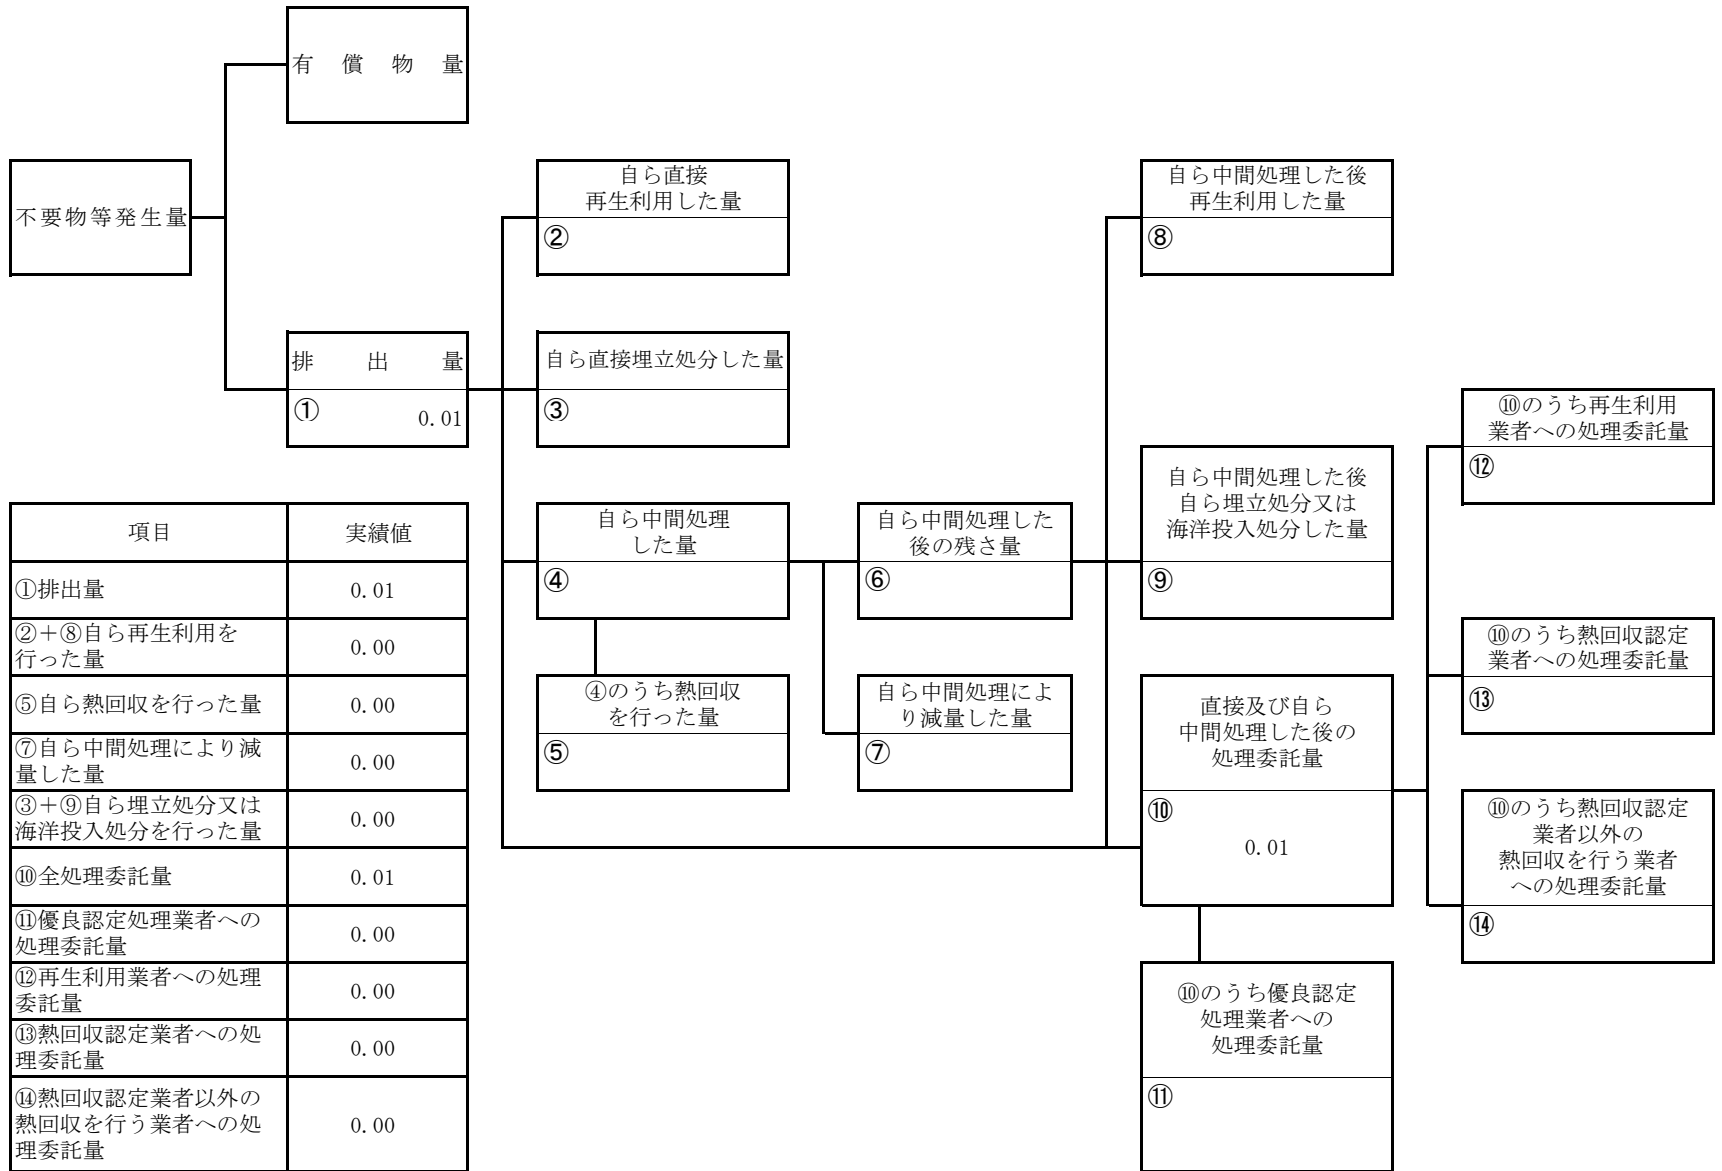 有償物量
不要物等発生量
自ら直接
再生利用した量
②
自ら中間処理した後
再生利用した量
⑧
排出量
① 0.01
自ら直接埋立処分した量
③
⑩のうち再生利用
業者への処理委託量
⑫
自ら中間処理した後
自ら埋立処分又は
海洋投入処分した量
⑨
自ら中間処理
した量
④
自ら中間処理した
後の残さ量
⑥
⑩のうち熱回収認定
業者への処理委託量
⑬
④のうち熱回収
を行った量
⑤
自ら中間処理によ
り減量した量
⑦
直接及び自ら
中間処理した後の
処理委託量
⑩
0.01
⑩のうち熱回収認定
業者以外の
熱回収を行う業者
への処理委託量
⑭
⑩のうち優良認定
処理業者への
処理委託量
⑪
項目 実績値
①排出量 0.01
②＋⑧自ら再生利用を
行った量 0.00
⑤自ら熱回収を行った量 0.00
⑦自ら中間処理により減
量した量 0.00
③＋⑨自ら埋立処分又は
海洋投入処分を行った量 0.00
⑩全処理委託量 0.01
⑪優良認定処理業者への
処理委託量 0.00
⑫再生利用業者への処理
委託量 0.00
⑬熱回収認定業者への処
理委託量 0.00
⑭熱回収認定業者以外の
熱回収を行う業者への処 0.00
理委託量